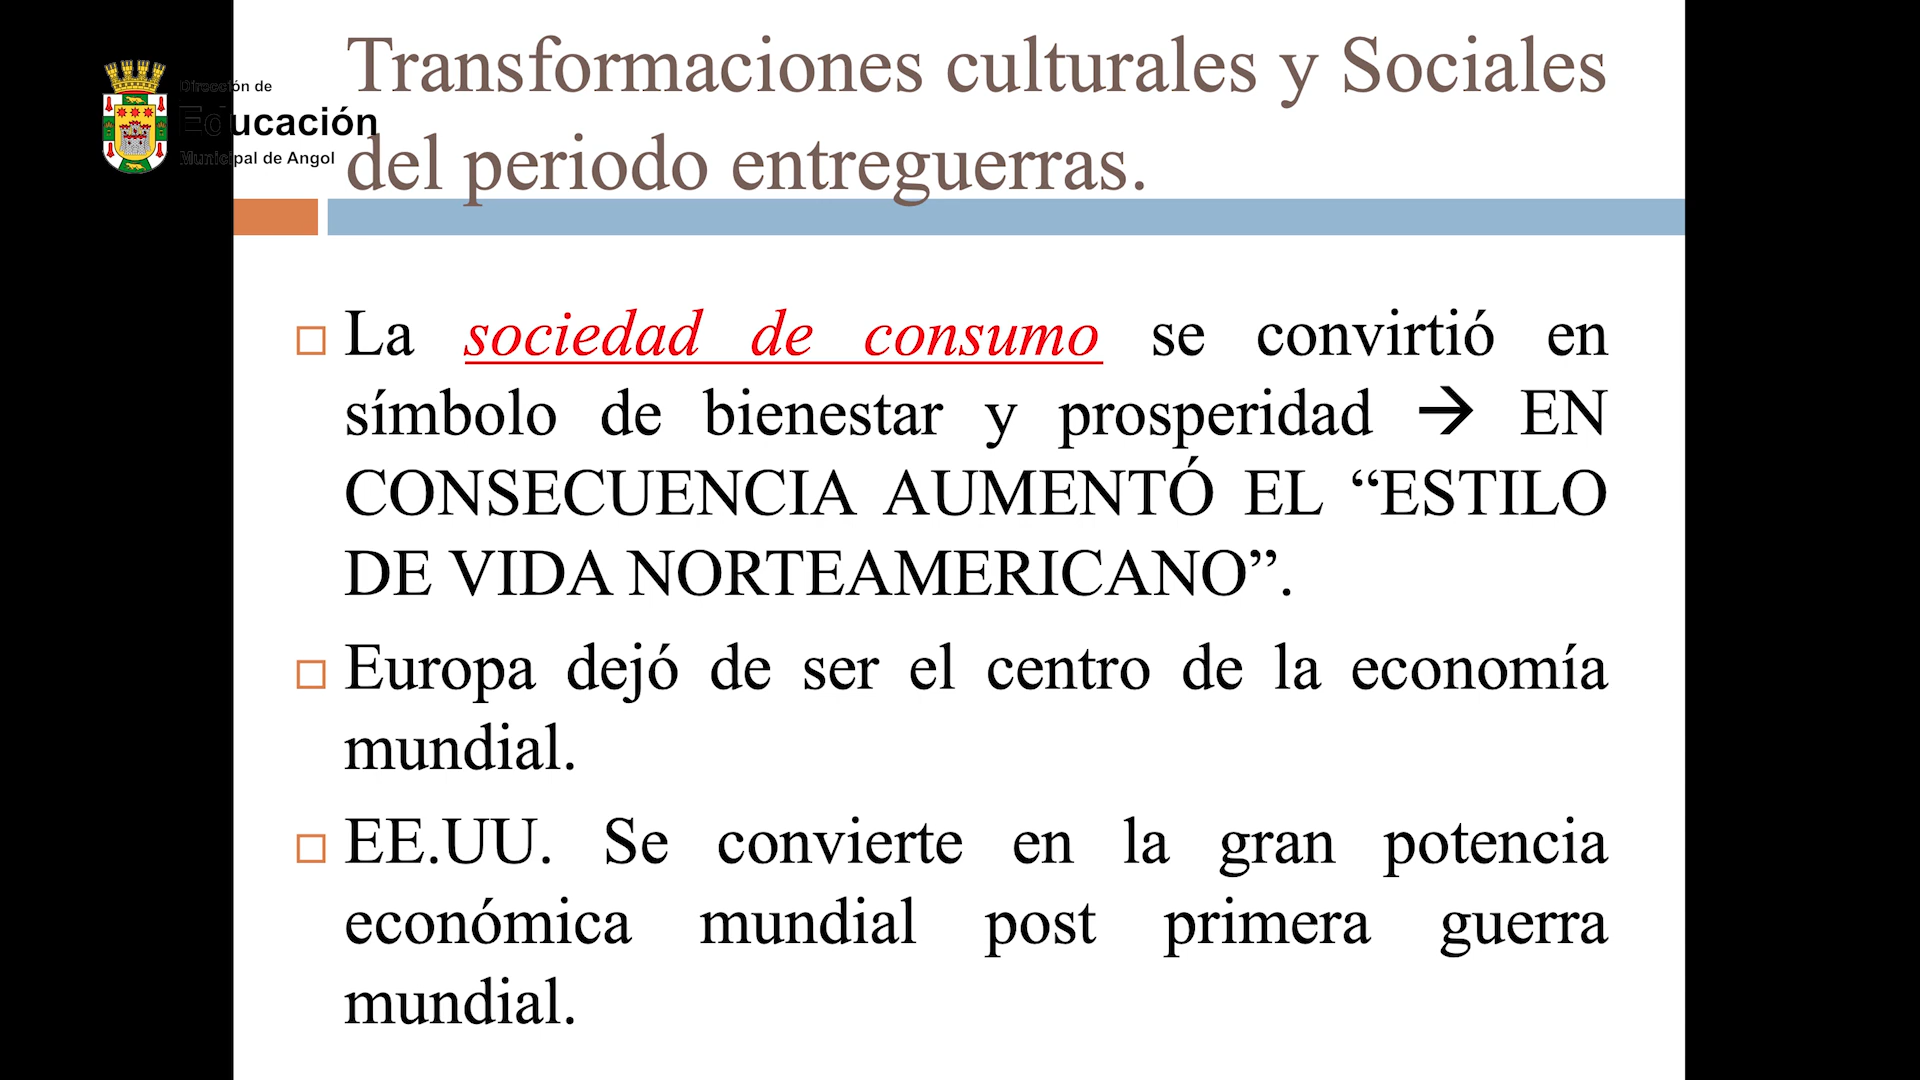 Transformaciones culturales y Sociales
del periodo entreguerras.
Dirección de
Educación
Municipal de Angol
La sociedad de consumo se convirtió en
símbolo de bienestar y prosperidad → EN
CONSECUENCIA AUMENTÓ EL “ESTILO
DE VIDA NORTEAMERICANO”.
Europa dejó de ser el centro de la economía
mundial.
EE.UU. Se convierte en la gran potencia
económica mundial post primera guerra
mundial.